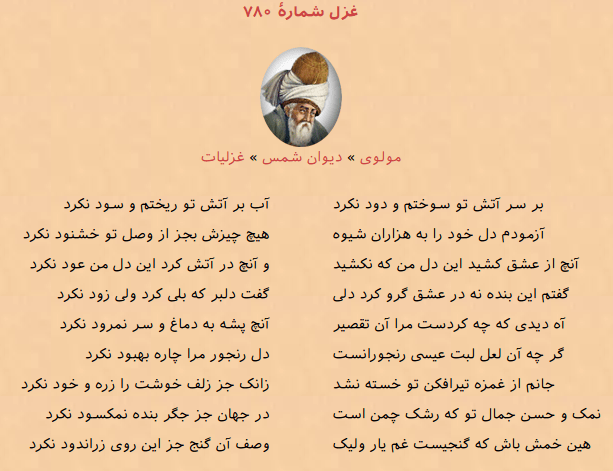 غزل شمارهٔ ۷۸۰
مولوی » دیوان شمس » غزلیات
بر سر آتش تو سوختم و دود نکرد آب بر آتش تو ریختم و سود نکرد
آزمودم دل خود را به هزاران شیوه هیچ چیزش بجز از وصل تو خشنود نکرد
آنچ از عشق کشید این دل من که نکشید و آنچ در آتش کرد این دل من عود نکرد
گفتم این بنده نه در عشق گرو کرد دلی گفت دلبر که بلی کرد ولی زود نکرد
آه دیدی که چه کردست مرا آن تقصیر آنچ پشه به دماغ و سر نمرود نکرد
گر چه آن لعل لبت عیسی رنجورانست دل رنجور مرا چاره بهبود نکرد
جانم از غمزه تیرافکن تو خسته نشد زانک جز زلف خوشت را زره و خود نکرد
نمک و حسن جمال تو که رشک چمن است در جهان جز جگر بنده نمکسود نکرد
هین خمش باش که گنجیست غم یار ولیک وصف آن گنج جز این روی زراندود نکرد